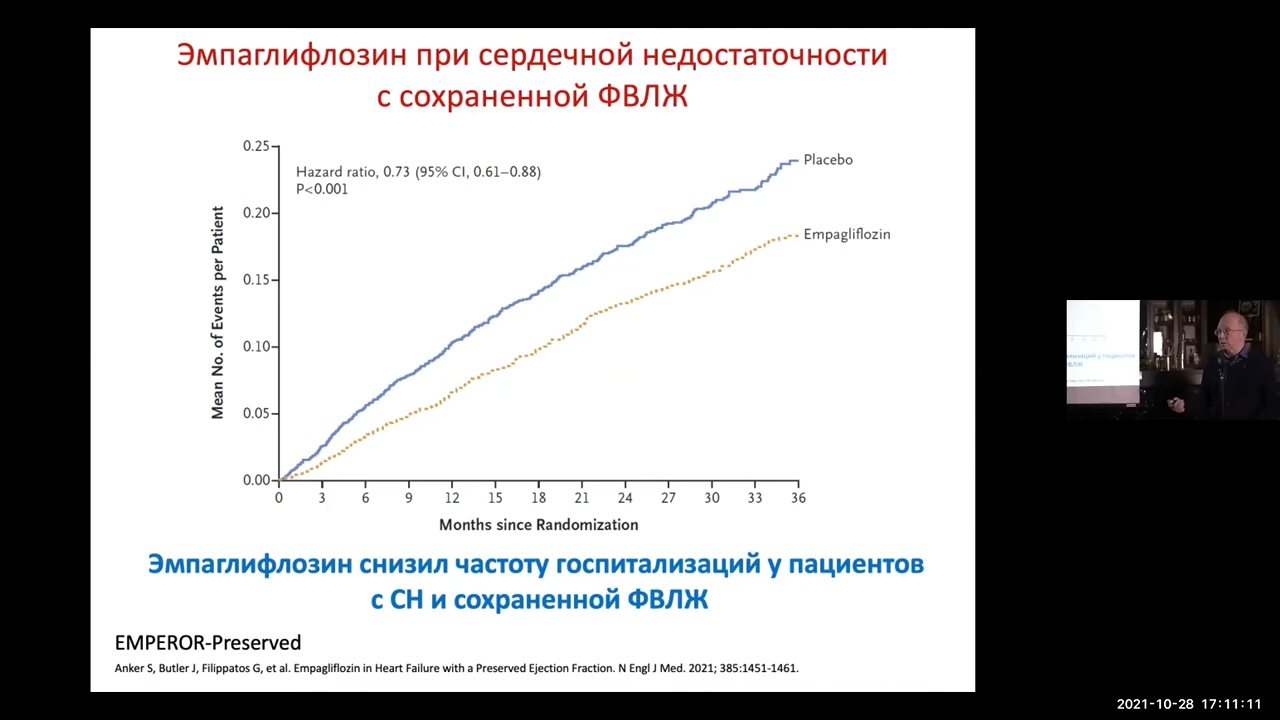 Эмпаглифлозин при сердечной недостаточности
с сохраненной ФВЛЖ
0.25
0.20
0.15
0.10
0.05
0.00
Mean No. of Events per Patient
Hazard ratio, 0.73 (95% CI, 0.61–0.88)
P<0.001
Placebo
Empagliflozin
0 3 6 9 12 15 18 21 24 27 30 33 36
Months since Randomization
Эмпаглифлозин снизил частоту госпитализаций у пациентов
с СН и сохраненной ФВЛЖ
EMPEROR-Preserved
Anker S, Butler J, Filippatos G, et al. Empagliflozin in Heart Failure with a Preserved Ejection Fraction. N Engl J Med. 2021; 385:1451-1461.
у пациентов
ФВЛЖ
2021-10-28 17:11:11